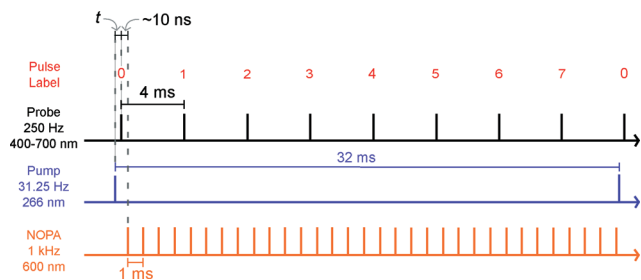 t
~10 ns
Pulse
Label
0 1 2 3 4 5 6 7 0
4 ms
Probe
250 Hz
400-700 nm
32 ms
Pump
31.25 Hz
266 nm
NOPA
1 kHz
600 nm
1 ms